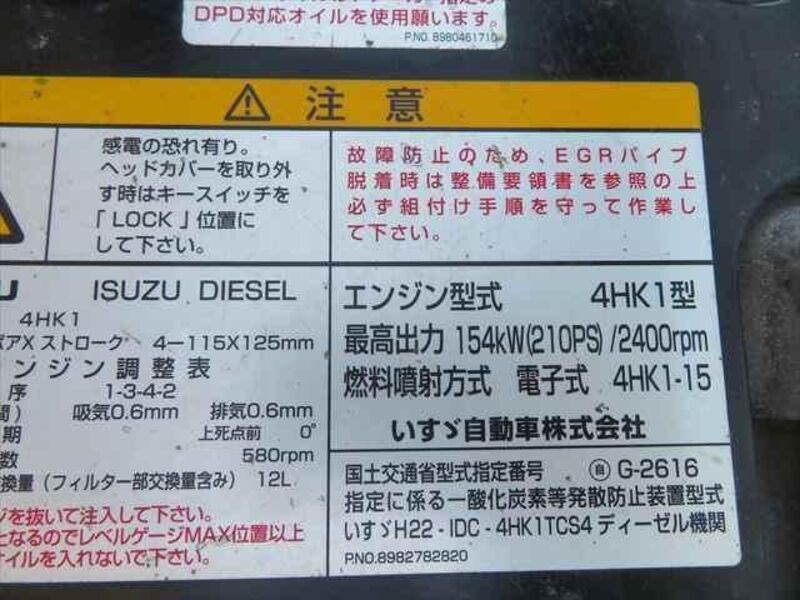 DPD対応オイルを使用願います。
P.NO. 8980461710
⚠ 注 意
感電の恐れ有り。
ヘッドカバーを取り外
す時はキースイッチを
「 LOCK 」位置に
して下さい。
故障防止のため、EGRパイプ
脱着時は整備要領書を参照の上
必ず組付け手順を守って作業し
て下さい。
ISUZU DIESEL
4HK1
ボアX ストローク 4－115X125mm
ンジン調整表
序 1-3-4-2
間) 吸気0.6mm 排気0.6mm
期 上死点前 0°
数 580rpm
換量 (フィルター部交換量含み) 12L
ジを抜いて注入して下さい。
となるのでレベルゲージMAX位置以上
オイルを入れないで下さい。
エンジン型式 4HK1型
最高出力 154kW(210PS)/2400rpm
燃料噴射方式 電子式 4HK1-15
いすゞ自動車株式会社
国土交通省型式指定番号 ㊐ G-2616
指定に係る一酸化炭素等発散防止装置型式
いすゞH22 - IDC - 4HK1TCS4 ディーゼル機関
P.NO.8982782820